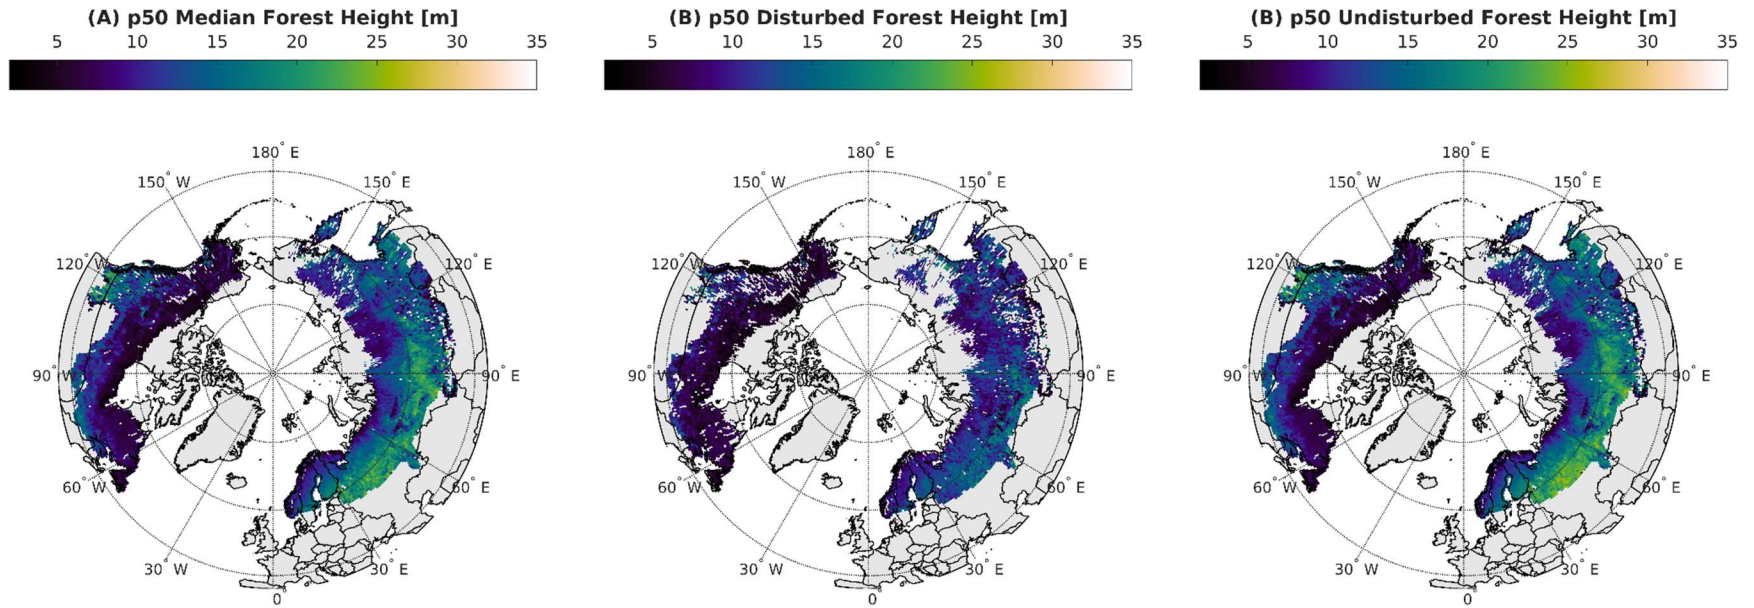 (A) p50 Median Forest Height [m]
5 10 15 20 25 30 35
180° E
150° W 150° E
120° W 120° E
90° W 90° E
60° W 60° E
30° W 30° E
0°
(B) p50 Disturbed Forest Height [m]
5 10 15 20 25 30 35
180° E
150° W 150° E
120° W 120° E
90° W 90° E
60° W 60° E
30° W 30° E
0°
(B) p50 Undisturbed Forest Height [m]
5 10 15 20 25 30 35
180° E
150° W 150° E
120° W 120° E
90° W 90° E
60° W 60° E
30° W 30° E
0°